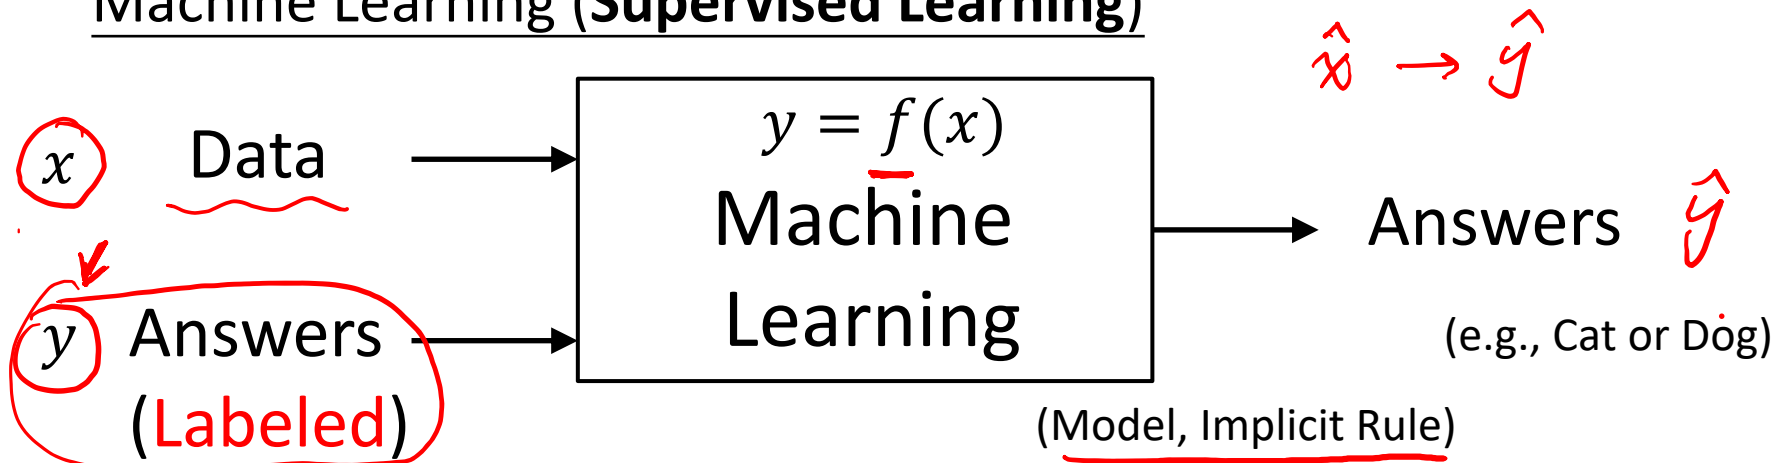 Machine Learning (Supervised Learning)
x̂ → ŷ
x Data
y = f(x)
Machine
Learning
Answers ŷ
(e.g., Cat or Dog)
y Answers
(Labeled)
(Model, Implicit Rule)